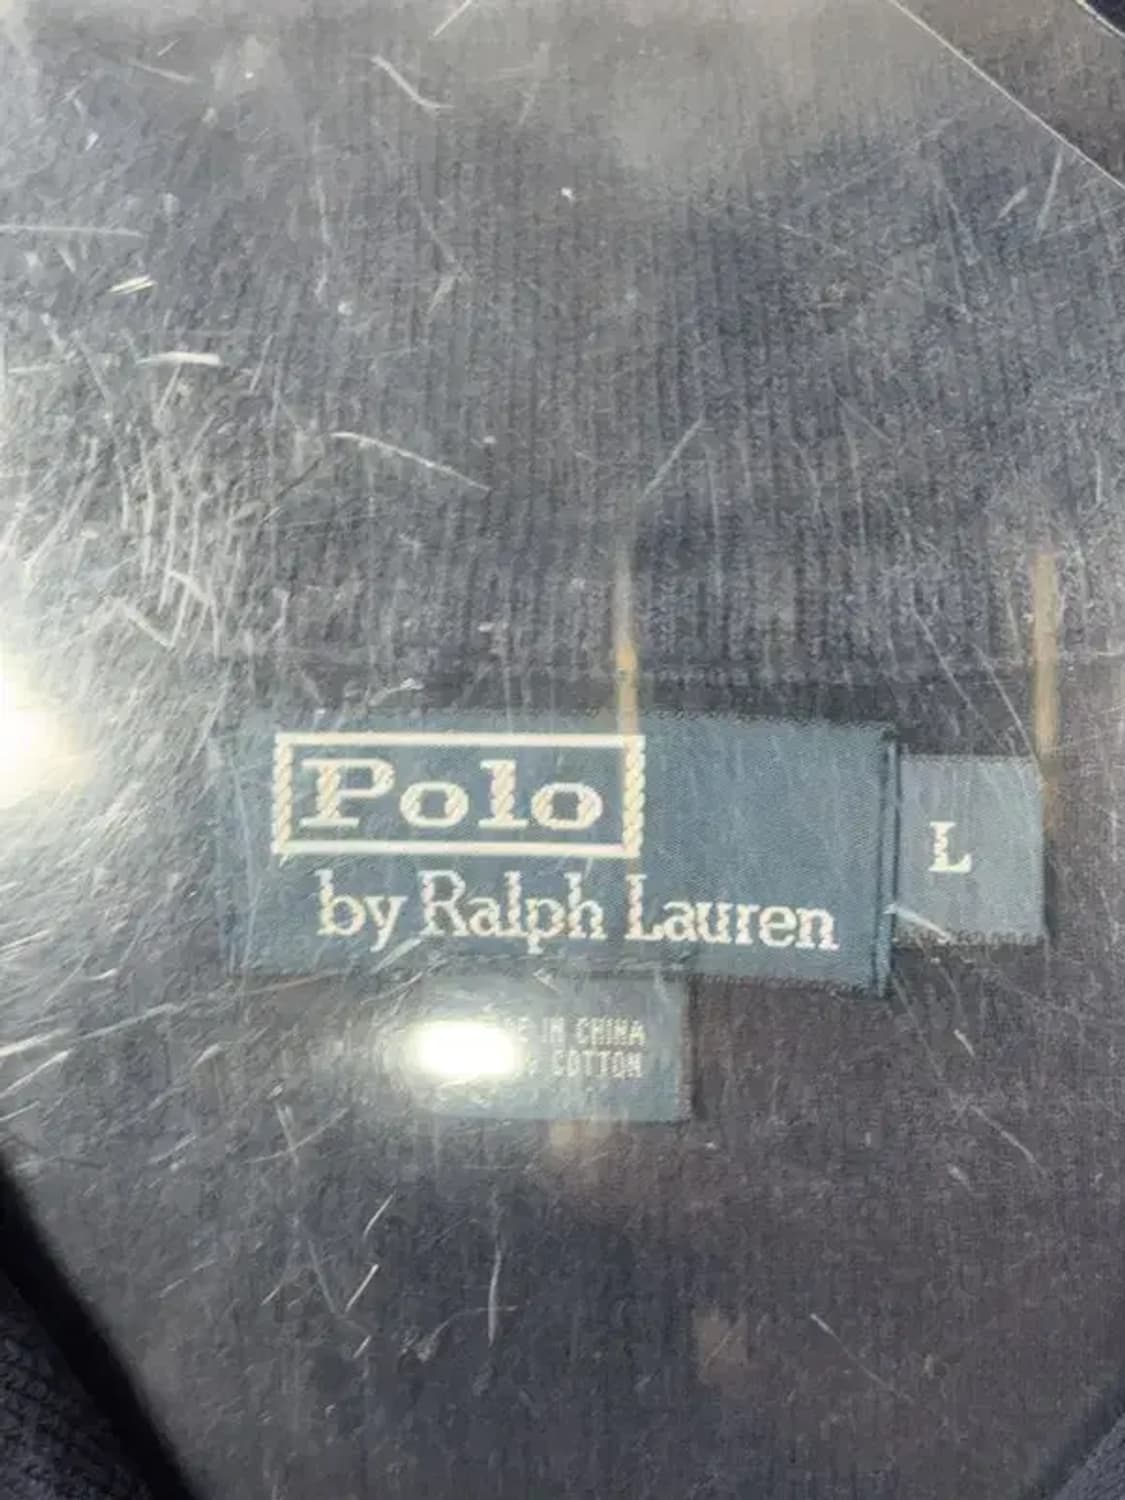 Polo
by Ralph Lauren
L
IN CHINA
COTTON